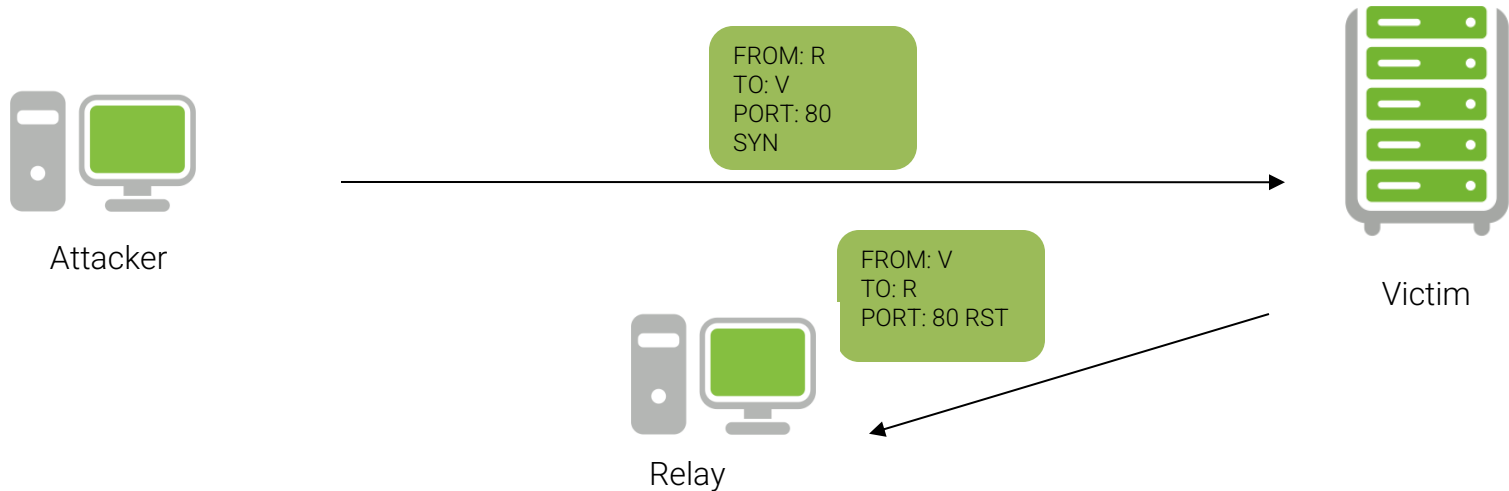 FROM: R
TO: V
PORT: 80
SYN
Attacker
FROM: V
TO: R
PORT: 80 RST
Victim
Relay